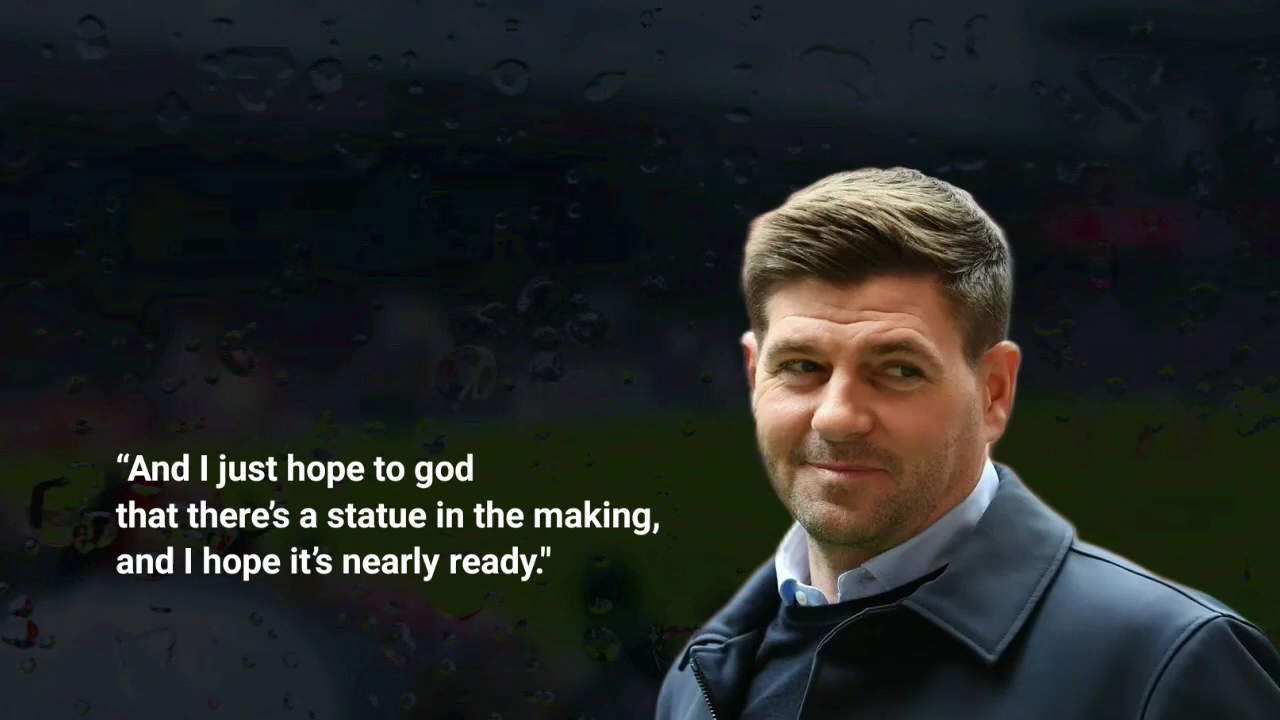 “And I just hope to god
that there’s a statue in the making,
and I hope it’s nearly ready."